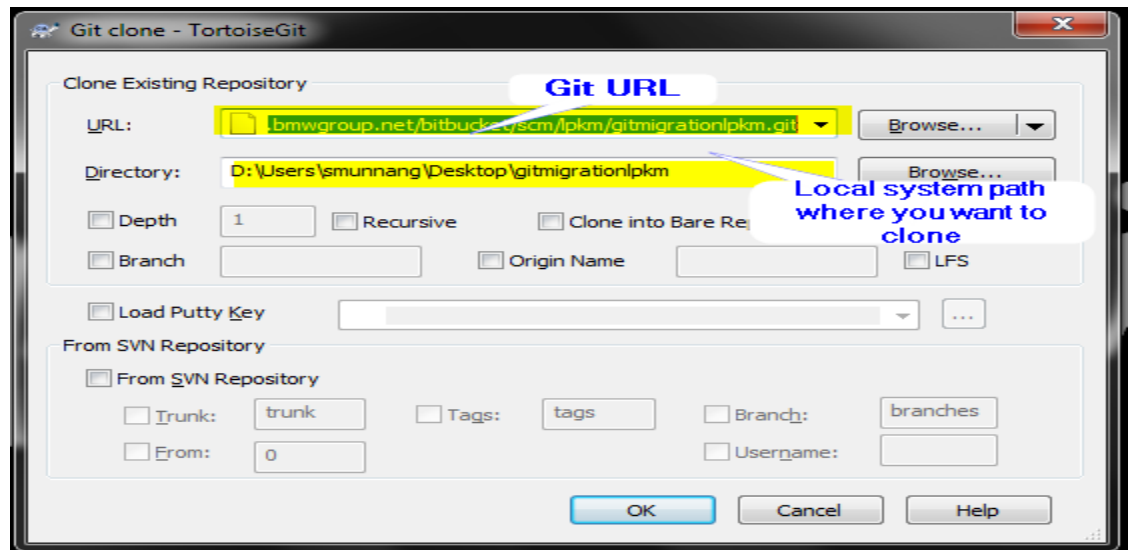 Git clone - TortoiseGit
Clone Existing Repository
Git URL
URL: .bmwgroup.net/bitbucket/scm/lpkm/gitmigrationlpkm.git Browse...
Directory: D:\Users\smunnang\Desktop\gitmigrationlpkm Browse...
Local system path
where you want to
clone
Depth 1 Recursive Clone into Bare Rep
Branch Origin Name LFS
Load Putty Key ...
From SVN Repository
From SVN Repository
Trunk: trunk Tags: tags Branch: branches
From: 0 Username:
OK Cancel Help